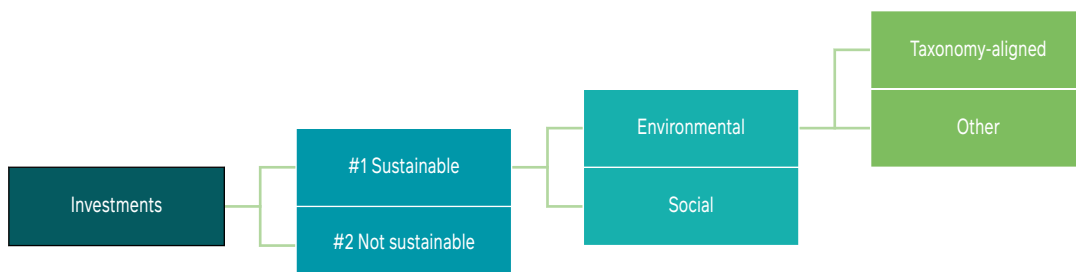 Investments
#1 Sustainable
#2 Not sustainable
Environmental
Social
Taxonomy-aligned
Other